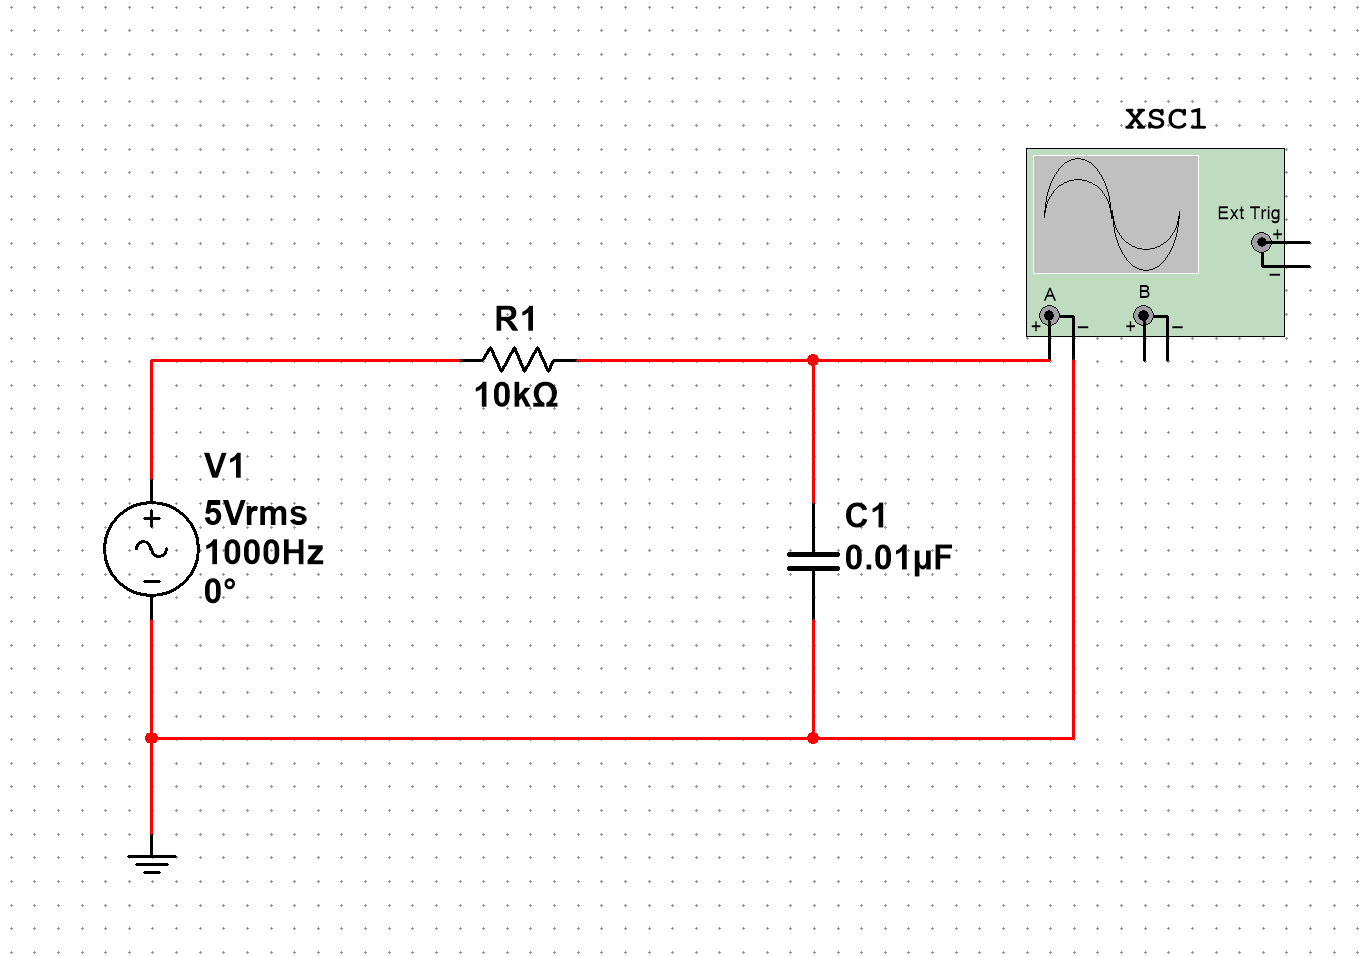 XSC1
Ext Trig
+
−
A
B
+ − + −
R1
10kΩ
V1
5Vrms
1000Hz
0°
+
−
C1
0.01µF